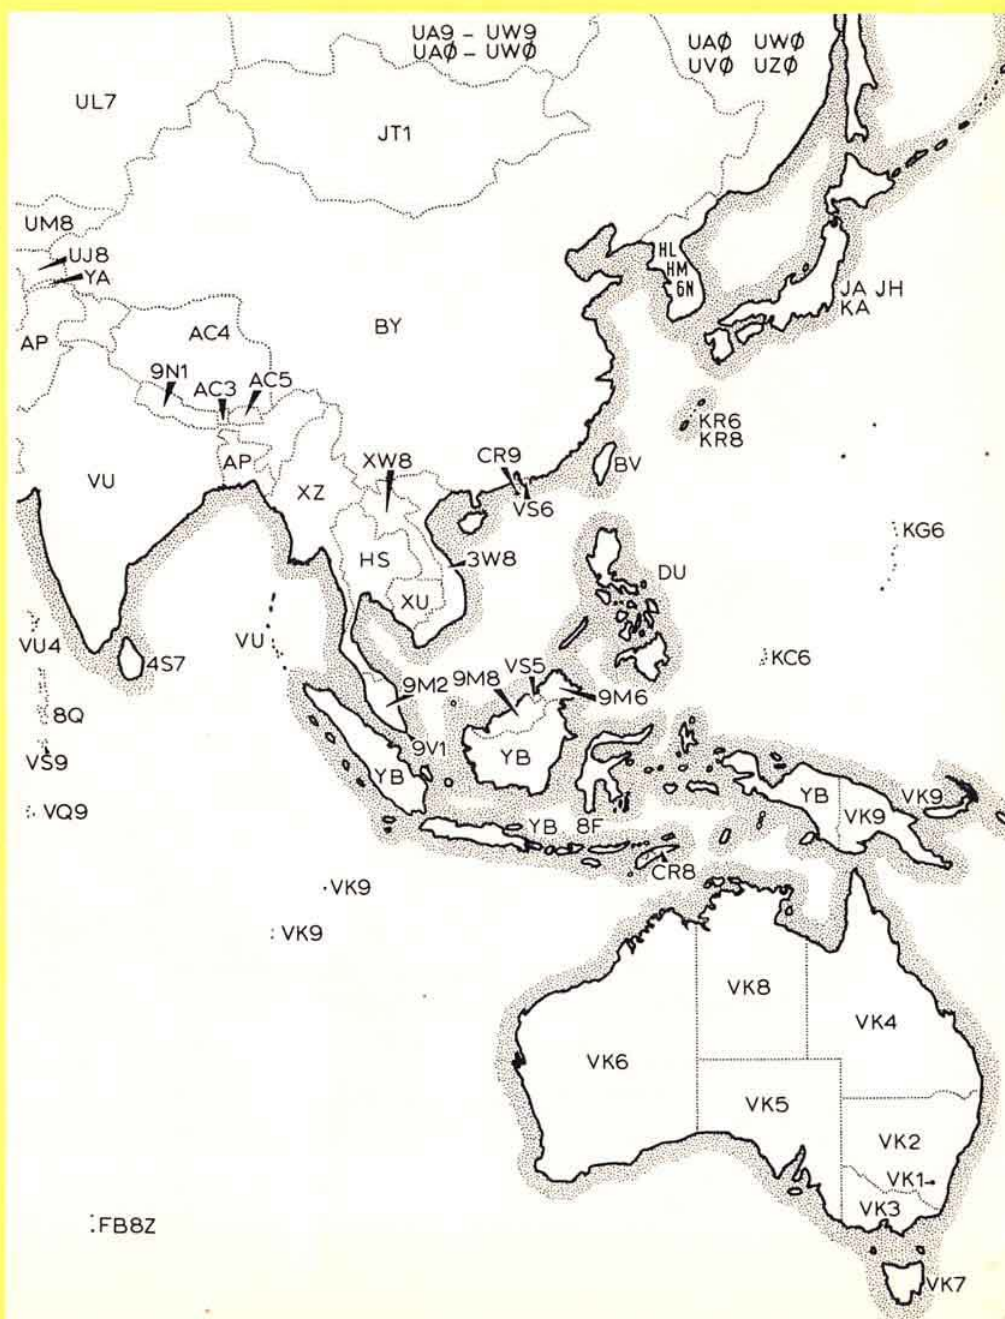 UA9 – UW9
UAØ – UWØ
UAØ UWØ
UVØ UZØ
UL7
JT1
UM8
UJ8
YA
HL
HM
6N
JA JH
KA
BY
AP
AC4
9N1
AC3
AC5
KR6
KR8
AP
XW8
CR9
BV
VU
XZ
VS6
KG6
HS
3W8
DU
XU
VU4
VU
4S7
KC6
9M8
VS5
9M2
9M6
8Q
9V1
VS9
YB
YB
YB
VK9
VQ9
VK9
YB 8F
CR8
VK9
VK9
VK8
VK4
VK6
VK5
VK2
VK1
VK3
FB8Z
VK7